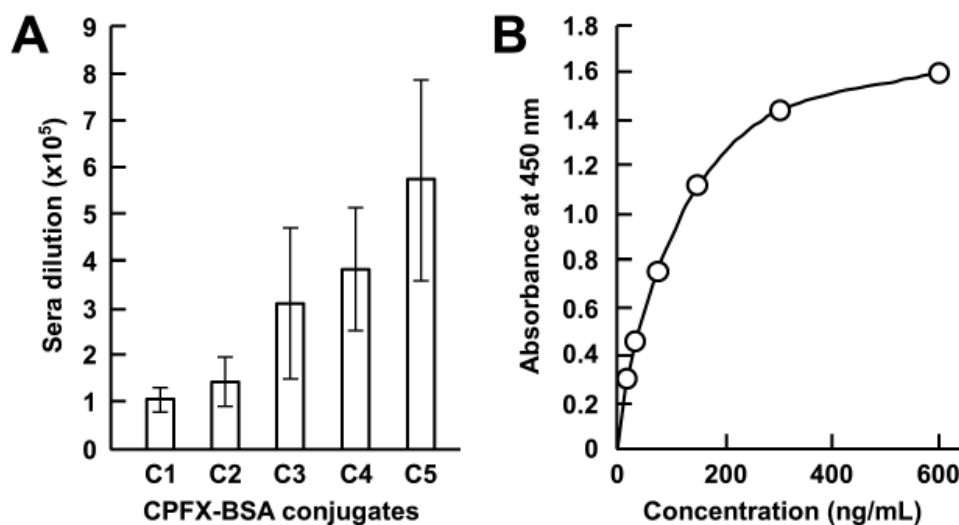 A
9
8
7
6
5
4
3
2
1
0
Sera dilution (x10⁵)
C1 C2 C3 C4 C5
CPFX-BSA conjugates
B
1.8
1.6
1.4
1.2
1.0
0.8
0.6
0.4
0.2
0
Absorbance at 450 nm
0 200 400 600
Concentration (ng/mL)